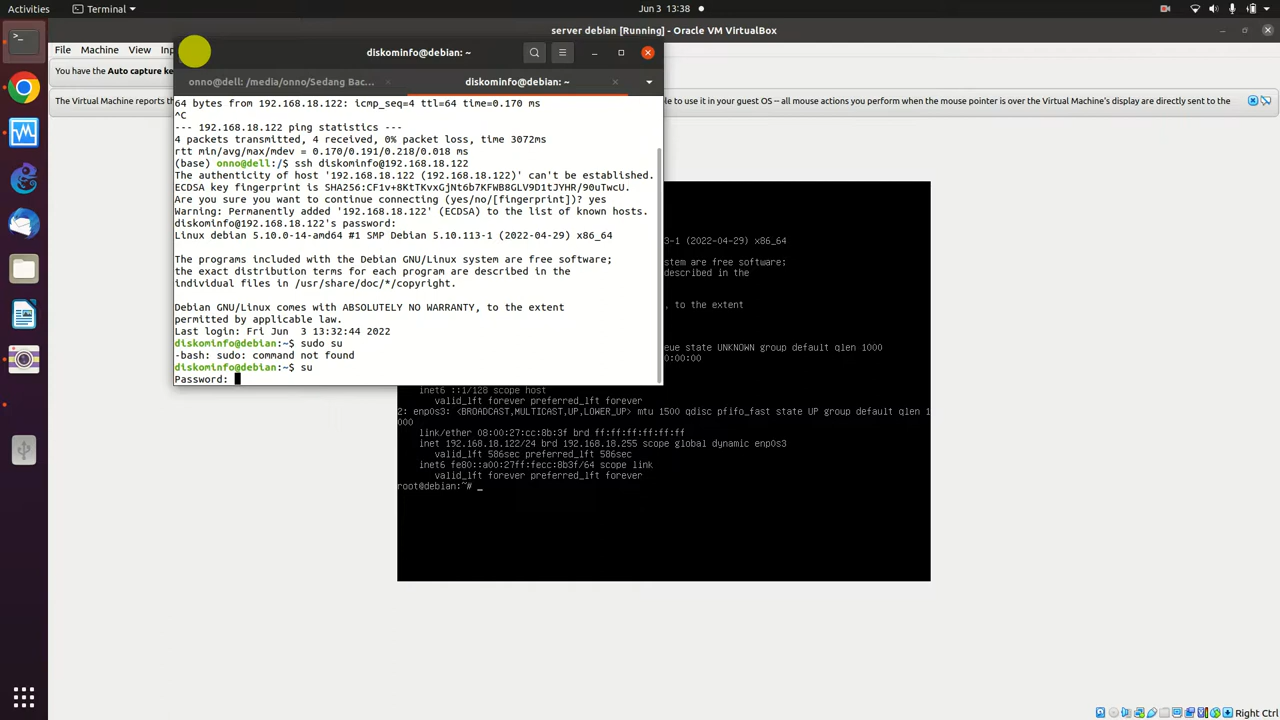 Activities
Terminal
Jun 3 13:38
server debian [Running] - Oracle VM VirtualBox
File Machine View
You have the Auto capture
The Virtual Machine reports
le to use it in your guest OS -- all mouse actions you perform when the mouse pointer is over the Virtual Machine's display are directly sent to the
diskominfo@debian: ~
onno@dell: /media/onno/Sedang Bac...
diskominfo@debian: ~
64 bytes from 192.168.18.122: icmp_seq=4 ttl=64 time=0.170 ms
^C
--- 192.168.18.122 ping statistics ---
4 packets transmitted, 4 received, 0% packet loss, time 3072ms
rtt min/avg/max/mdev = 0.170/0.191/0.218/0.018 ms
(base) onno@dell:/$ ssh diskominfo@192.168.18.122
The authenticity of host '192.168.18.122 (192.168.18.122)' can't be established.
ECDSA key fingerprint is SHA256:CF1v+8KtTKvxGjNt6b7KFWB8GLV9D1tJYHR/90uTwcU.
Are you sure you want to continue connecting (yes/no/[fingerprint])? yes
Warning: Permanently added '192.168.18.122' (ECDSA) to the list of known hosts.
diskominfo@192.168.18.122's password:
Linux debian 5.10.0-14-amd64 #1 SMP Debian 5.10.113-1 (2022-04-29) x86_64
The programs included with the Debian GNU/Linux system are free software;
the exact distribution terms for each program are described in the
individual files in /usr/share/doc/*/copyright.
Debian GNU/Linux comes with ABSOLUTELY NO WARRANTY, to the extent
permitted by applicable law.
Last login: Fri Jun  3 13:32:44 2022
diskominfo@debian:~$ sudo su
-bash: sudo: command not found
diskominfo@debian:~$ su
Password:
3-1 (2022-04-29) x86_64
stem are free software;
described in the
, to the extent
eue state UNKNOWN group default qlen 1000
00:00:00
inet6 ::1/128 scope host
valid_lft forever preferred_lft forever
2: enp0s3: <BROADCAST,MULTICAST,UP,LOWER_UP> mtu 1500 qdisc pfifo_fast state UP group default qlen 1
000
link/ether 08:00:27:cc:8b:3f brd ff:ff:ff:ff:ff:ff
inet 192.168.18.122/24 brd 192.168.18.255 scope global dynamic enp0s3
valid_lft 586sec preferred_lft 586sec
inet6 fe80::a00:27ff:fecc:8b3f/64 scope link
valid_lft forever preferred_lft forever
root@debian:~# _
Right Ctrl